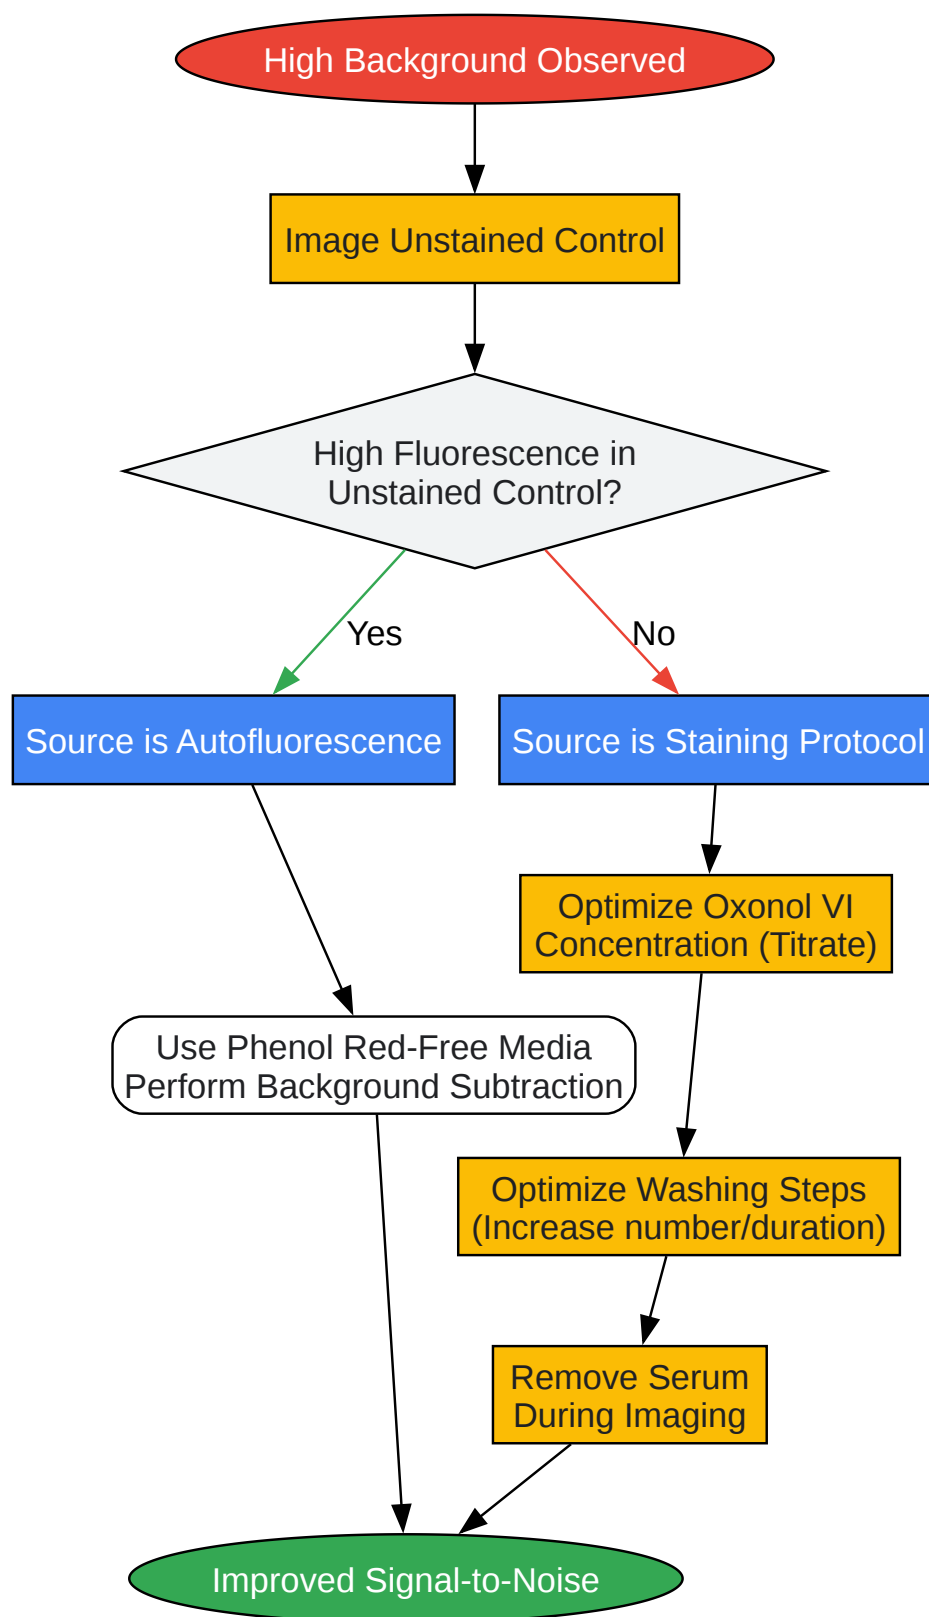 High Background Observed
Image Unstained Control
High Fluorescence in
Unstained Control?
Yes
No
Source is Autofluorescence
Source is Staining Protocol
Optimize Oxonol VI
Concentration (Titrate)
Use Phenol Red-Free Media
Perform Background Subtraction
Optimize Washing Steps
(Increase number/duration)
Remove Serum
During Imaging
Improved Signal-to-Noise